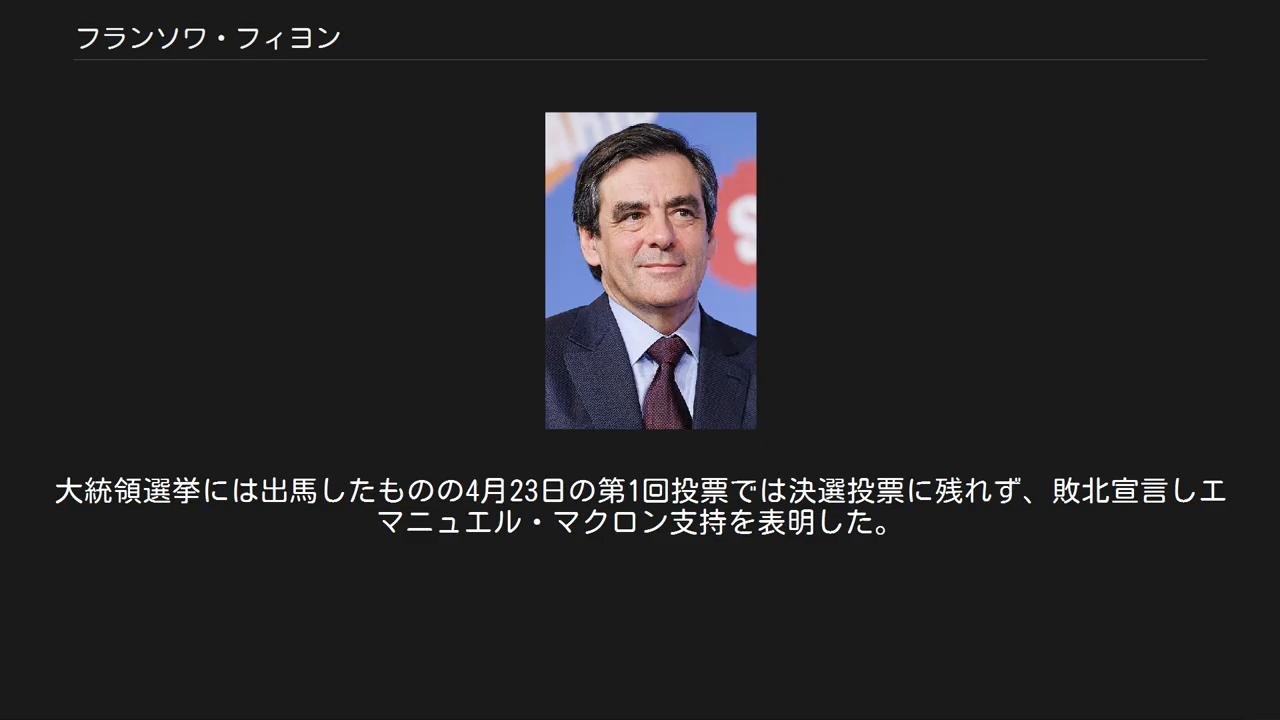 フランソワ・フィヨン
大統領選挙には出馬したものの4月23日の第1回投票では決選投票に残れず、敗北宣言しエ
マニュエル・マクロン支持を表明した。